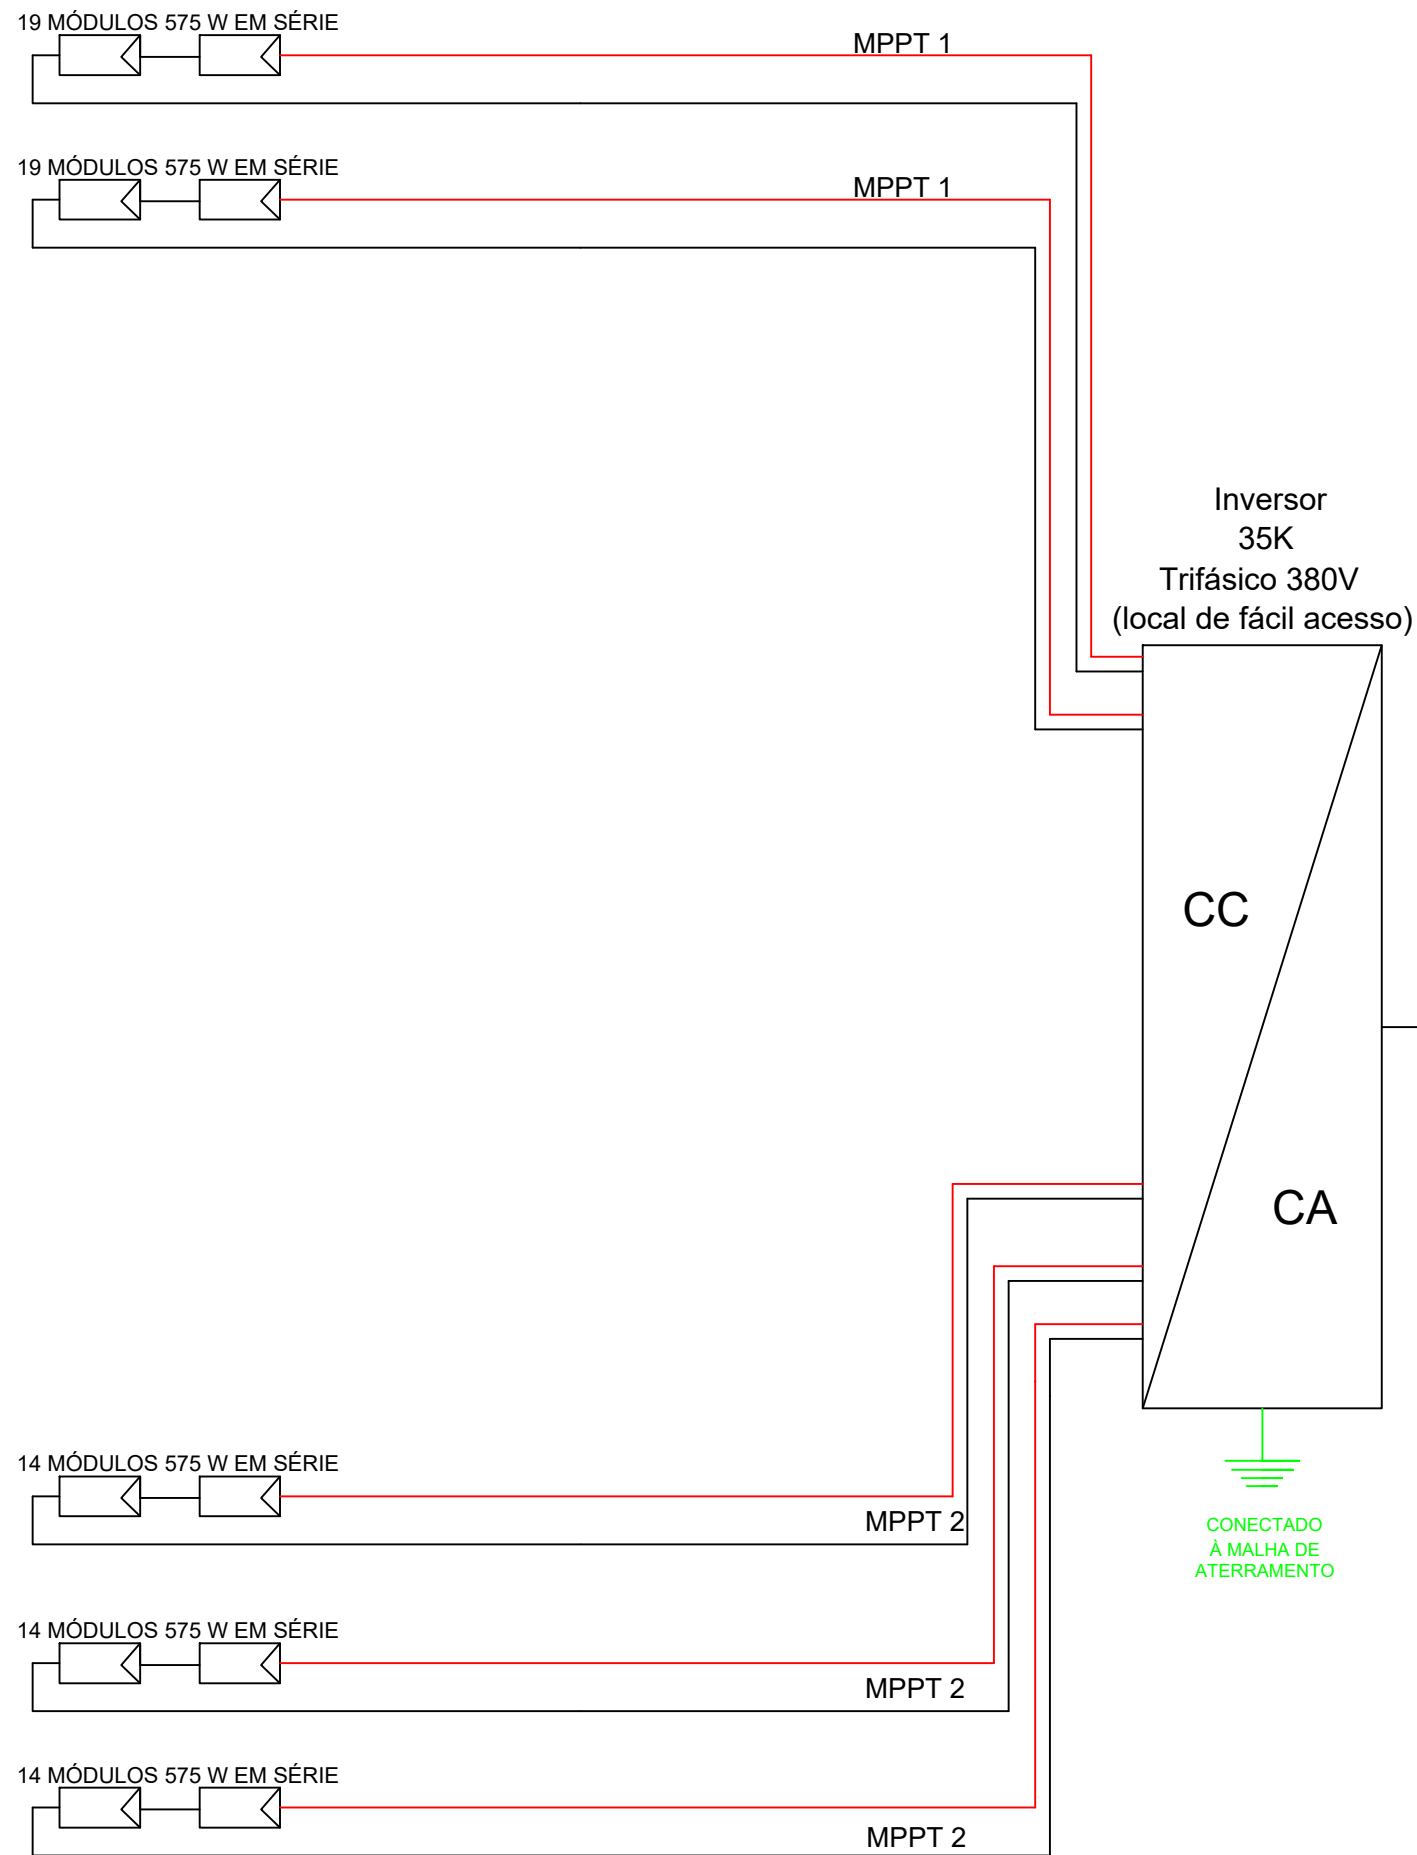 19 MÓDULOS 575 W EM SÉRIE
MPPT 1
19 MÓDULOS 575 W EM SÉRIE
MPPT 1
Inversor
35K
Trifásico 380V
(local de fácil acesso)
CC
CA
14 MÓDULOS 575 W EM SÉRIE
MPPT 2
CONECTADO
À MALHA DE
ATERRAMENTO
14 MÓDULOS 575 W EM SÉRIE
MPPT 2
14 MÓDULOS 575 W EM SÉRIE
MPPT 2